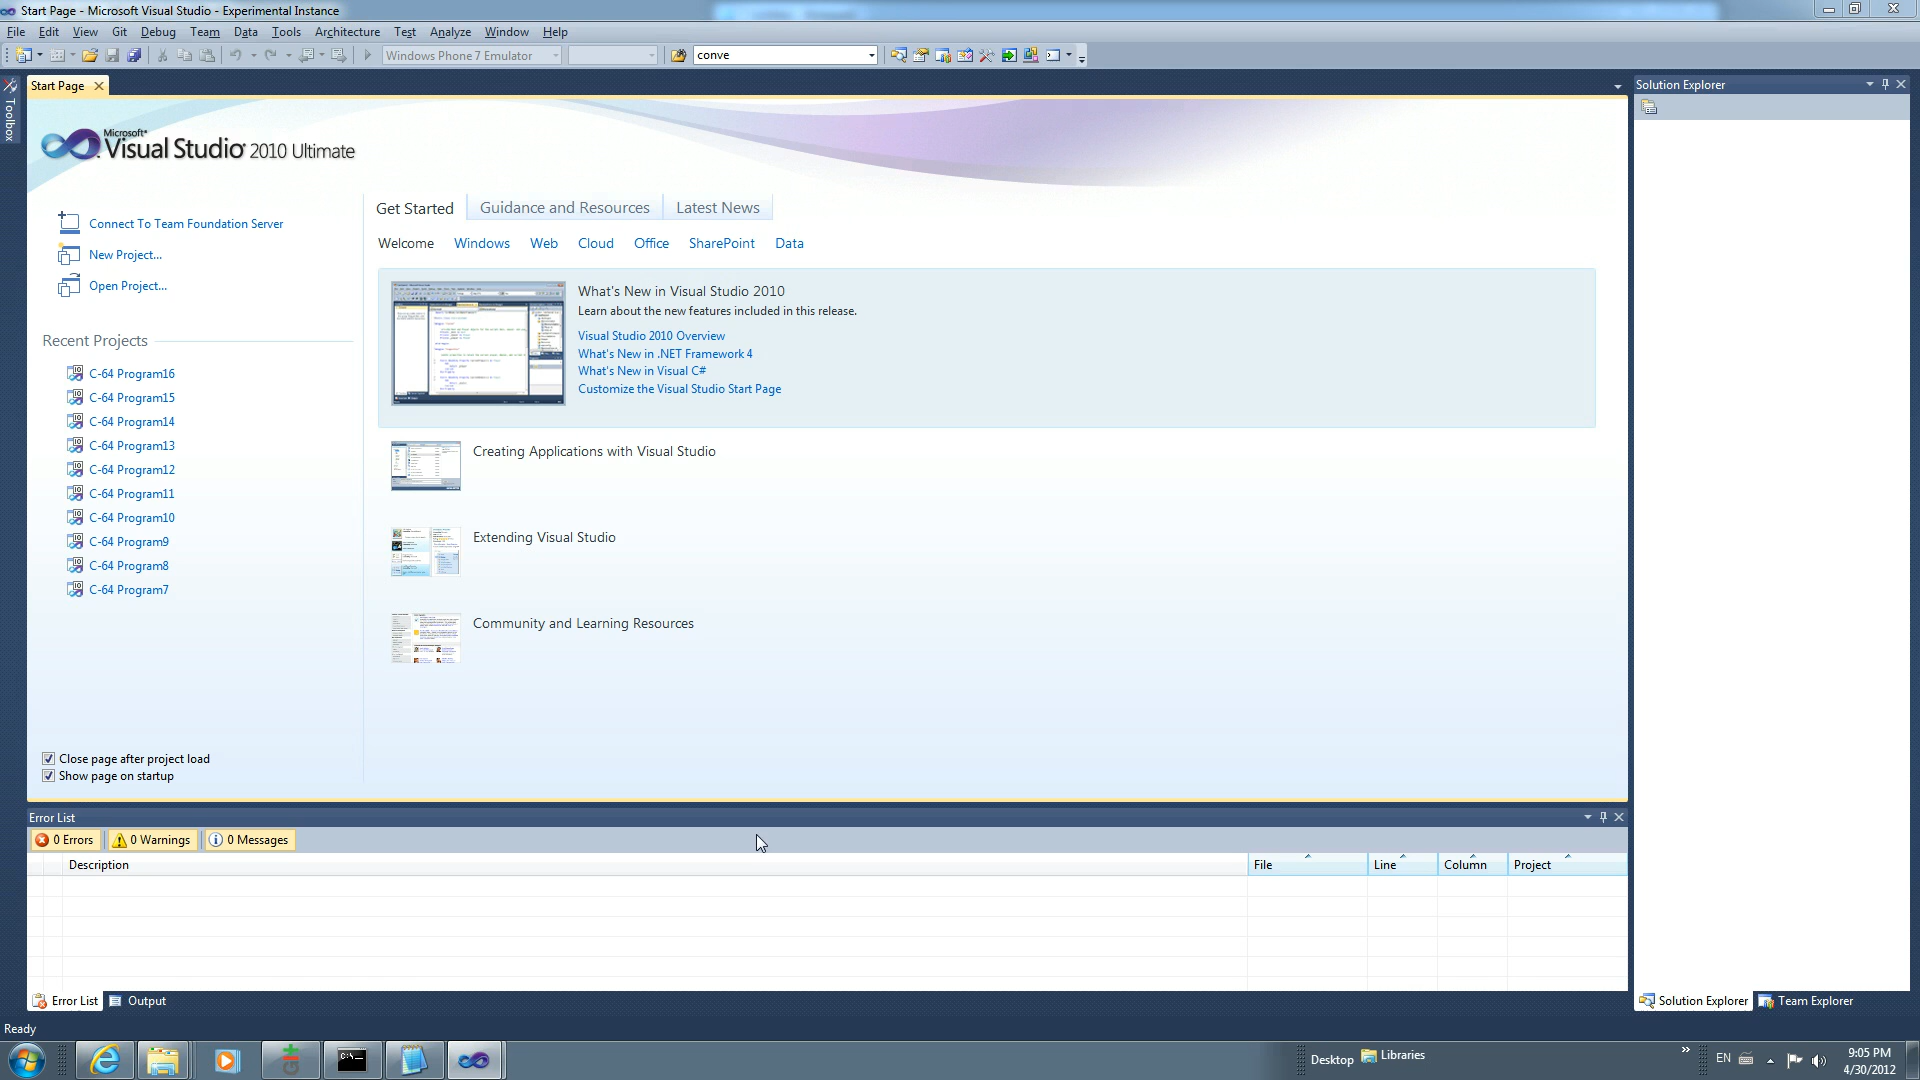 Start Page - Microsoft Visual Studio - Experimental Instance
File Edit View Git Debug Team Data Tools Architecture Test Analyze Window Help
Windows Phone 7 Emulator conve
Toolbox
Start Page
Solution Explorer
Microsoft®
Visual Studio® 2010 Ultimate
Connect To Team Foundation Server
New Project...
Open Project...
Recent Projects
C-64 Program16
C-64 Program15
C-64 Program14
C-64 Program13
C-64 Program12
C-64 Program11
C-64 Program10
C-64 Program9
C-64 Program8
C-64 Program7
Close page after project load
Show page on startup
Get Started Guidance and Resources Latest News
Welcome Windows Web Cloud Office SharePoint Data
What's New in Visual Studio 2010
Learn about the new features included in this release.
Visual Studio 2010 Overview
What's New in .NET Framework 4
What's New in Visual C#
Customize the Visual Studio Start Page
Creating Applications with Visual Studio
Extending Visual Studio
Community and Learning Resources
Error List
0 Errors 0 Warnings 0 Messages
Description File Line Column Project
Error List Output
Solution Explorer Team Explorer
Ready
Desktop Libraries
EN
9:05 PM
4/30/2012